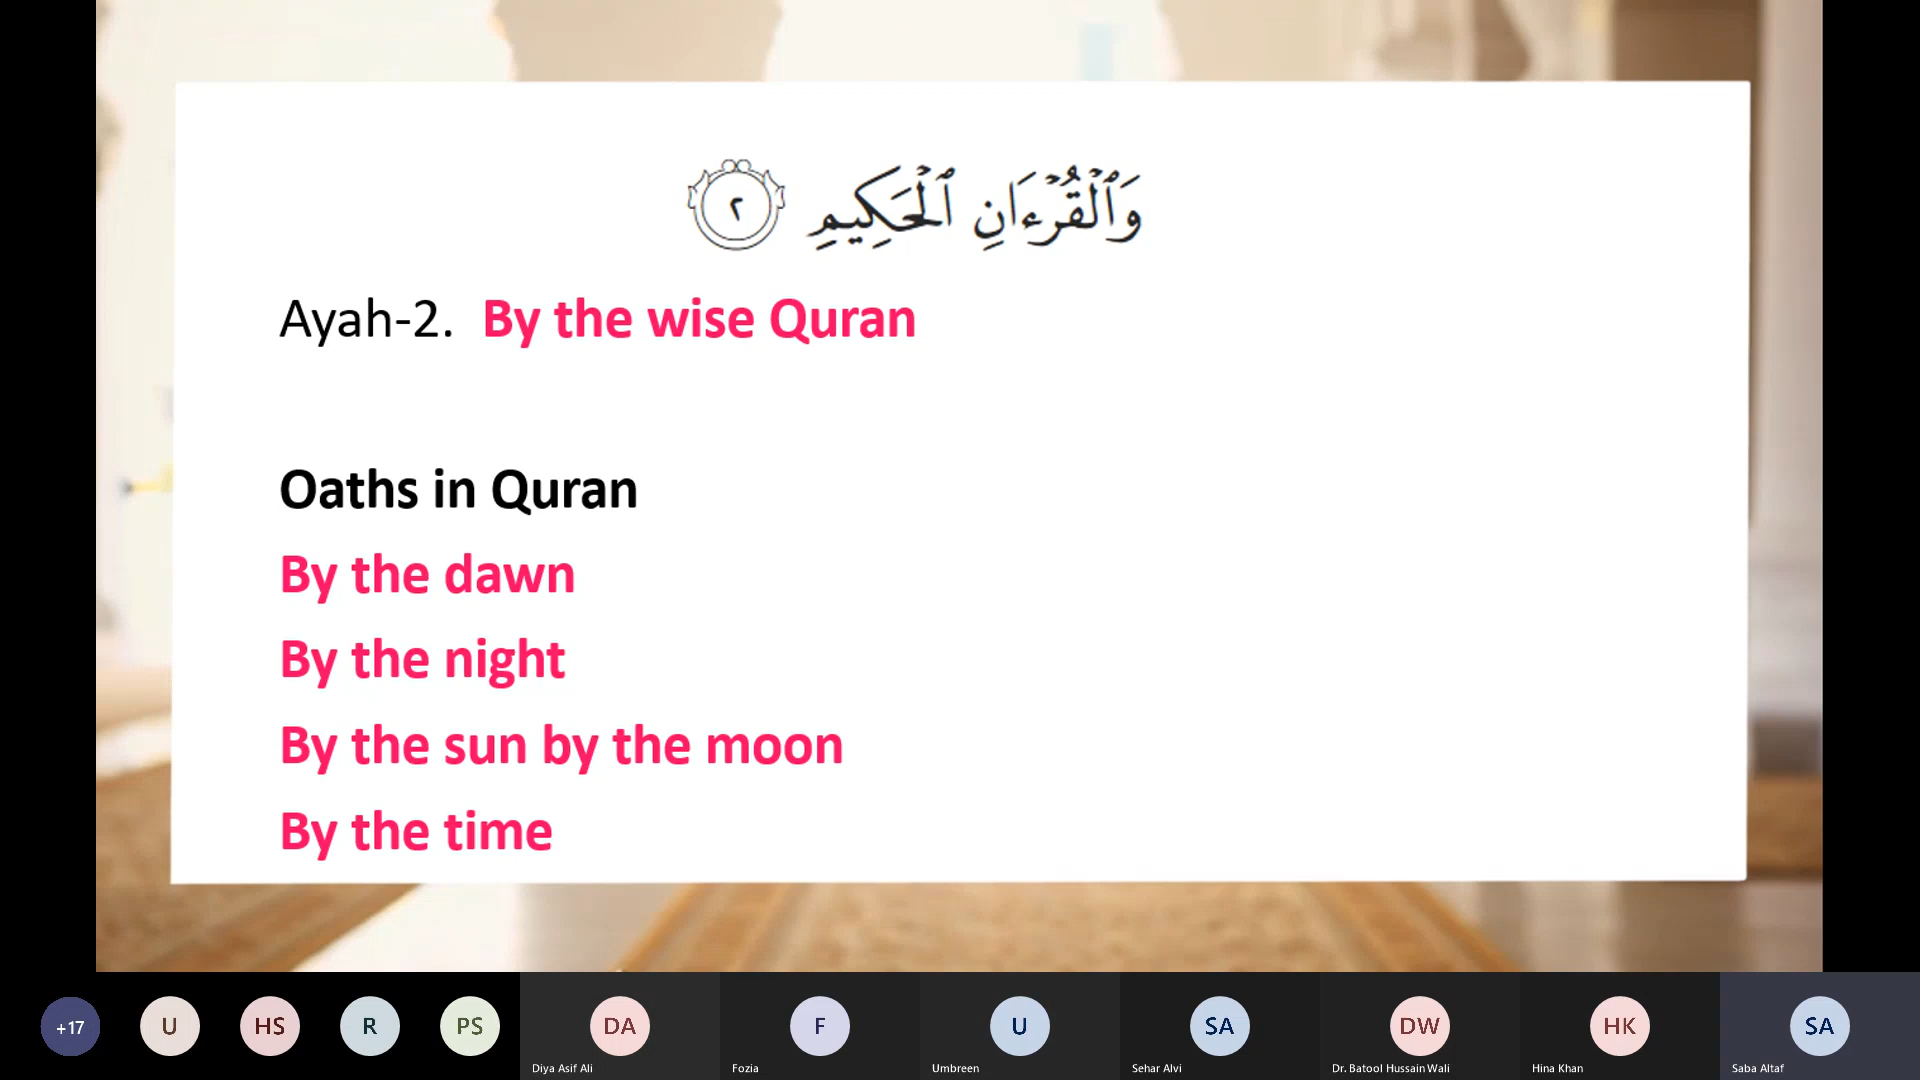 وَٱلْقُرْءَانِ ٱلْحَكِيمِ ٢
Ayah-2. By the wise Quran
Oaths in Quran
By the dawn
By the night
By the sun by the moon
By the time
+17 U HS R PS DA F U SA DW HK SA
Diya Asif Ali Fozia Umbreen Sehar Alvi Dr. Batool Hussain Wali Hina Khan Saba Altaf